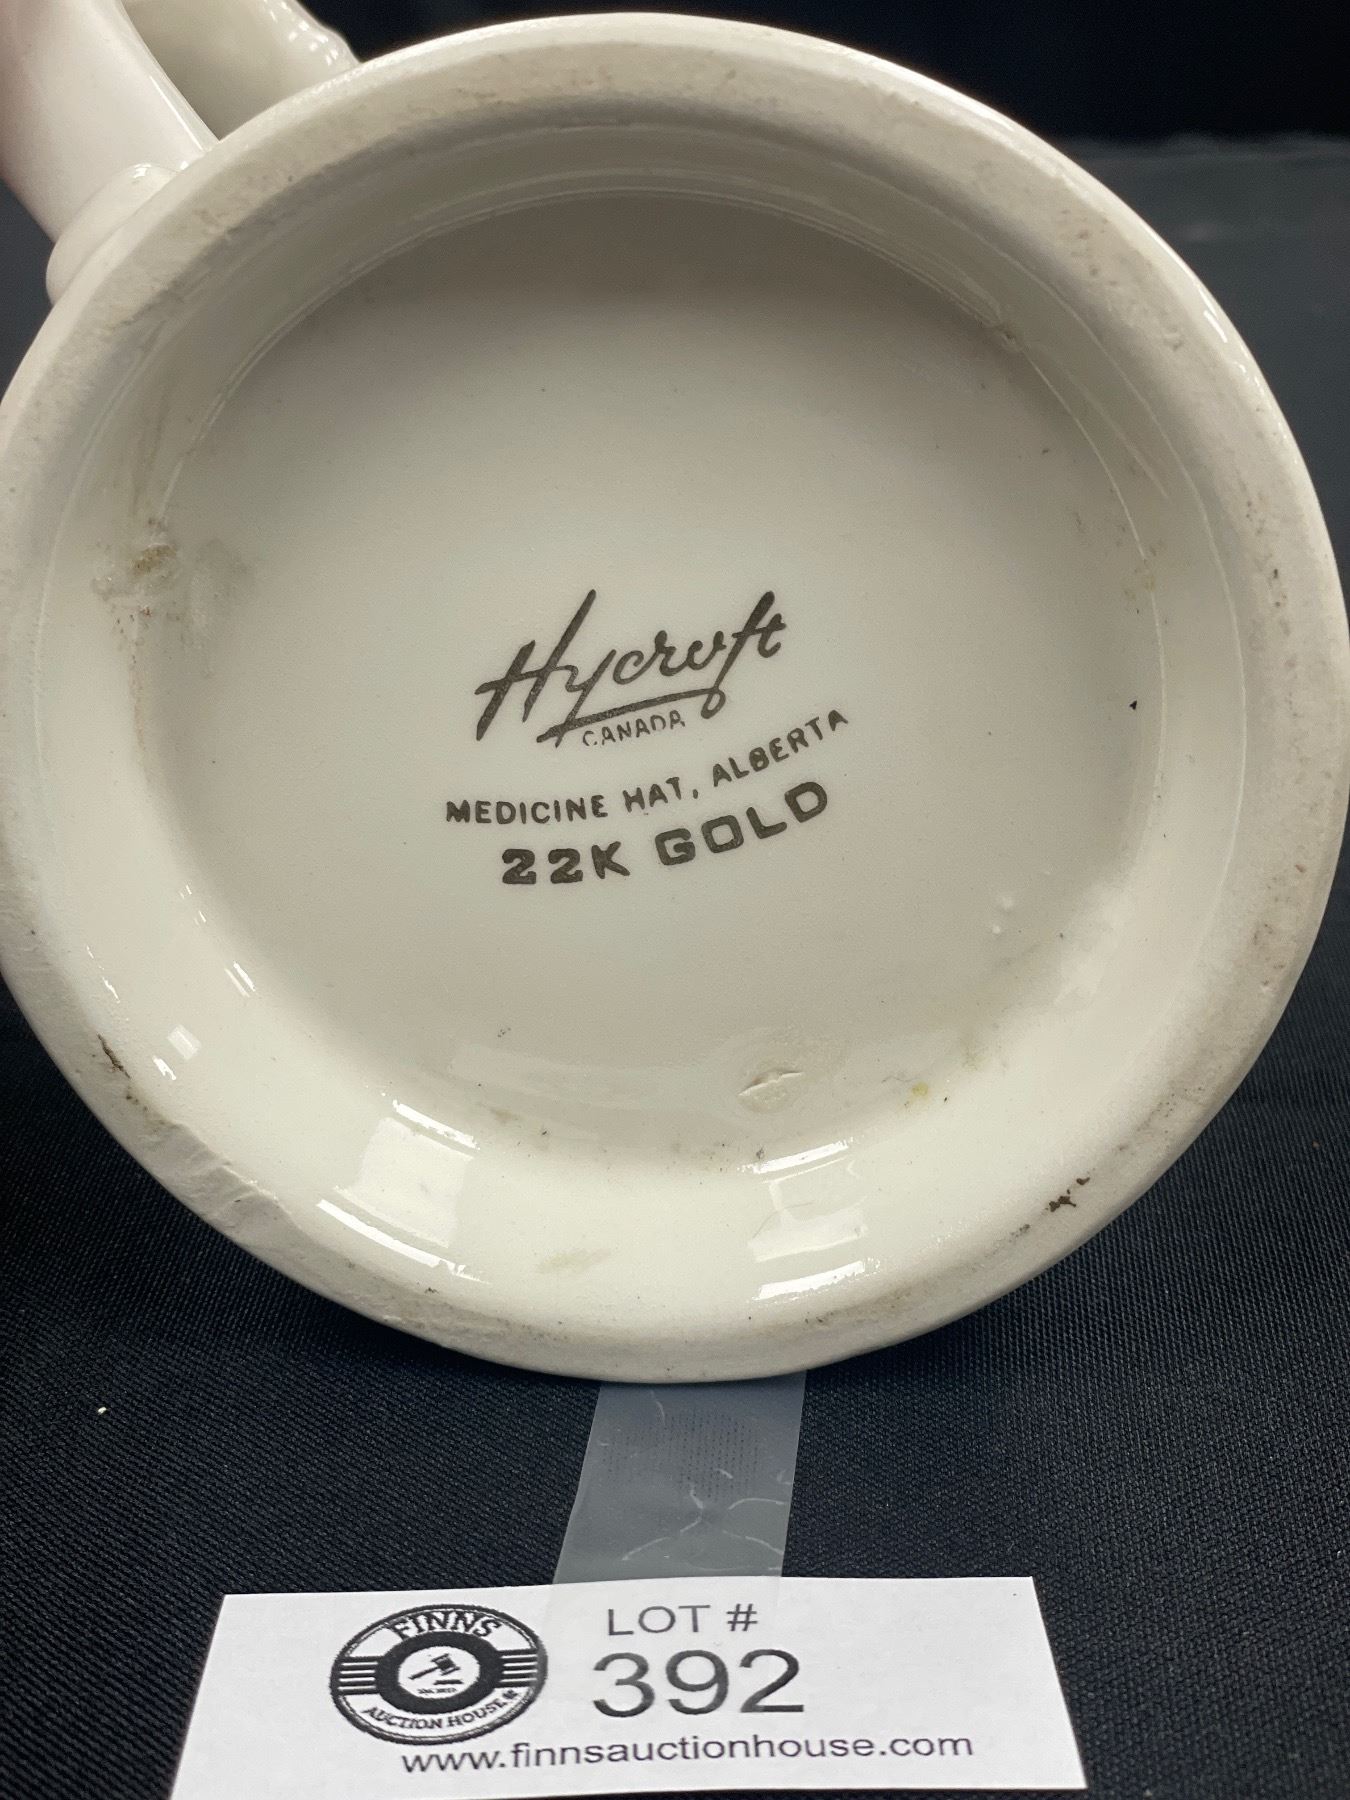 Hycroft
CANADA
MEDICINE HAT, ALBERTA
22K GOLD
FINNS
AUCTION HOUSE
LOT #
392
www.finnsauctionhouse.com